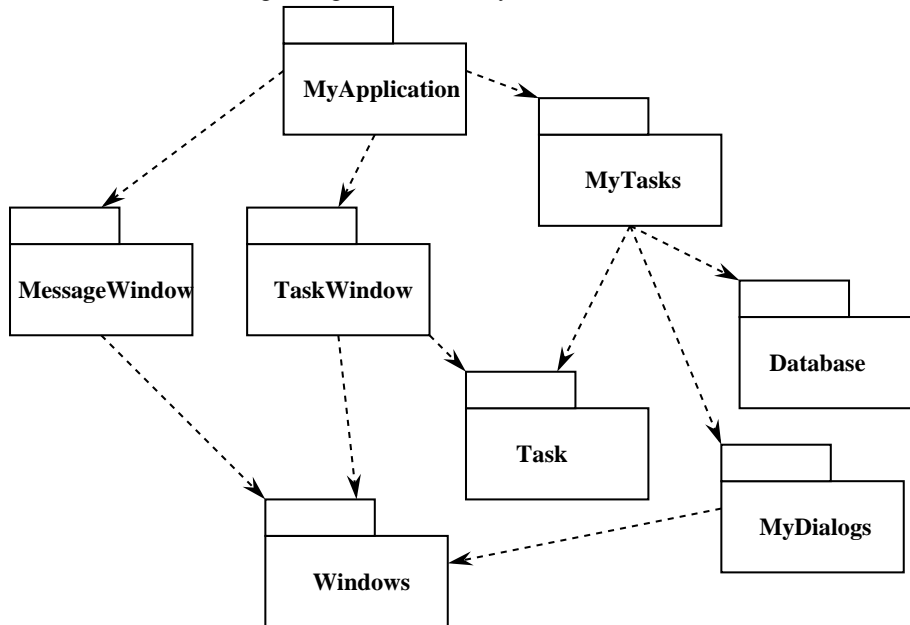 MyApplication
MyTasks
MessageWindow
TaskWindow
Database
Task
MyDialogs
Windows